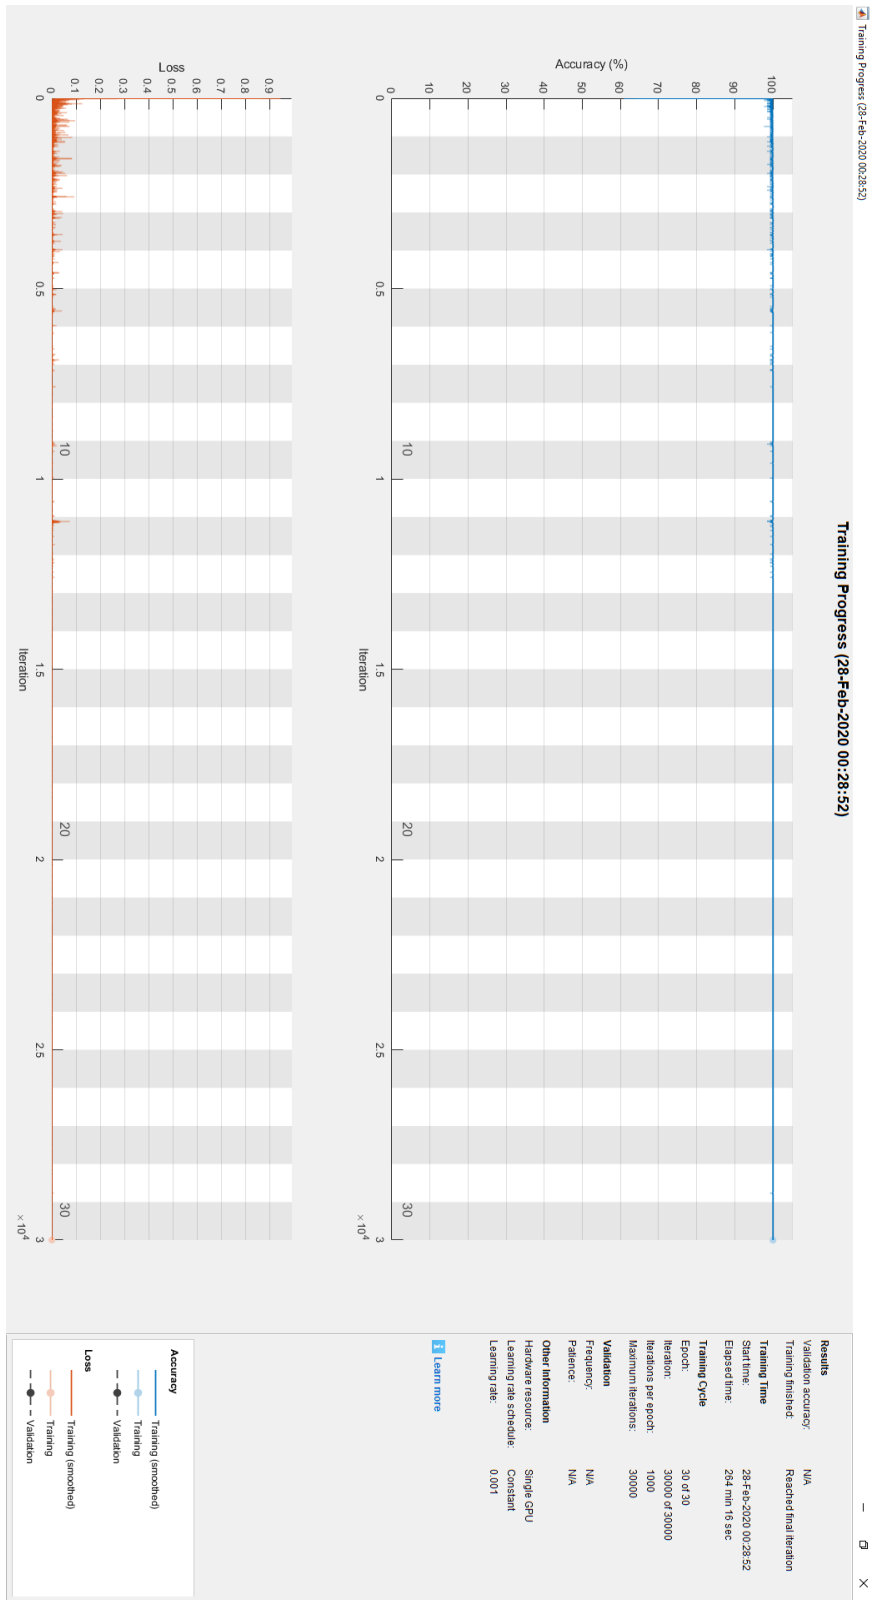 Training Progress (28-Feb-2020 00:28:52)
Training Progress (28-Feb-2020 00:28:52)
Accuracy (%)
100
90
80
70
60
50
40
30
20
10
0
0
0.5
1
1.5
2
2.5
3
×10⁴
10
20
30
Iteration
Loss
0.9
0.8
0.7
0.6
0.5
0.4
0.3
0.2
0.1
0
0
0.5
1
1.5
2
2.5
3
×10⁴
10
20
30
Iteration
Results
Validation accuracy: N/A
Training finished: Reached final iteration
Training Time
Start time: 28-Feb-2020 00:28:52
Elapsed time: 264 min 16 sec
Training Cycle
Epoch: 30 of 30
Iteration: 30000 of 30000
Iterations per epoch: 1000
Maximum iterations: 30000
Validation
Frequency: N/A
Patience: N/A
Other Information
Hardware resource: Single GPU
Learning rate schedule: Constant
Learning rate: 0.001
i Learn more
Accuracy
Training (smoothed)
Training
Validation
Loss
Training (smoothed)
Training
Validation